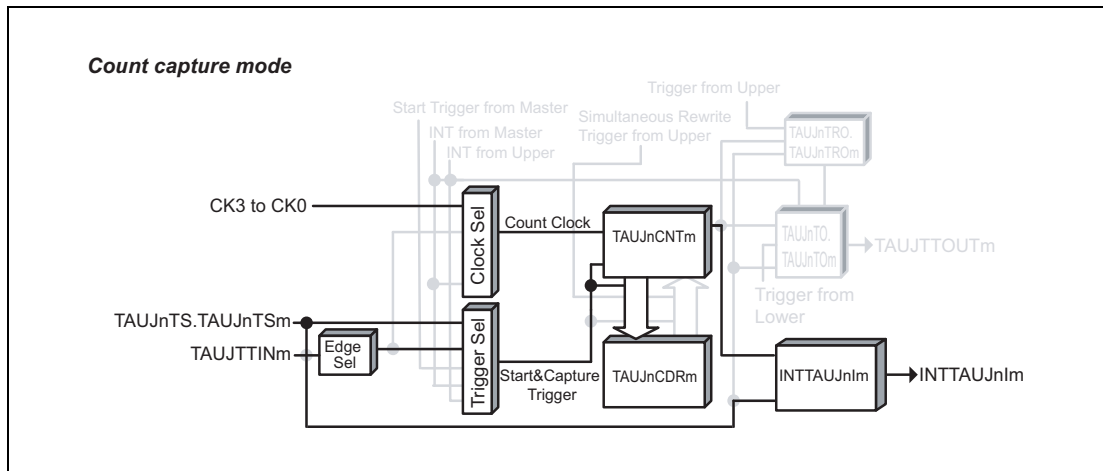 Count capture mode
Trigger from Upper
Start Trigger from Master
Simultaneous Rewrite
Trigger from Upper
INT from Master
INT from Upper
TAUJnTRO.
TAUJnTROm
CK3 to CK0
Clock Sel
Count Clock
TAUJnCNTm
TAUJnTO.
TAUJnTOm
TAUJTTOUTm
Trigger from
Lower
TAUJnTS.TAUJnTSm
TAUJTTINm
Edge
Sel
Trigger Sel
Start&Capture
Trigger
TAUJnCDRm
INTTAUJnIm
INTTAUJnIm